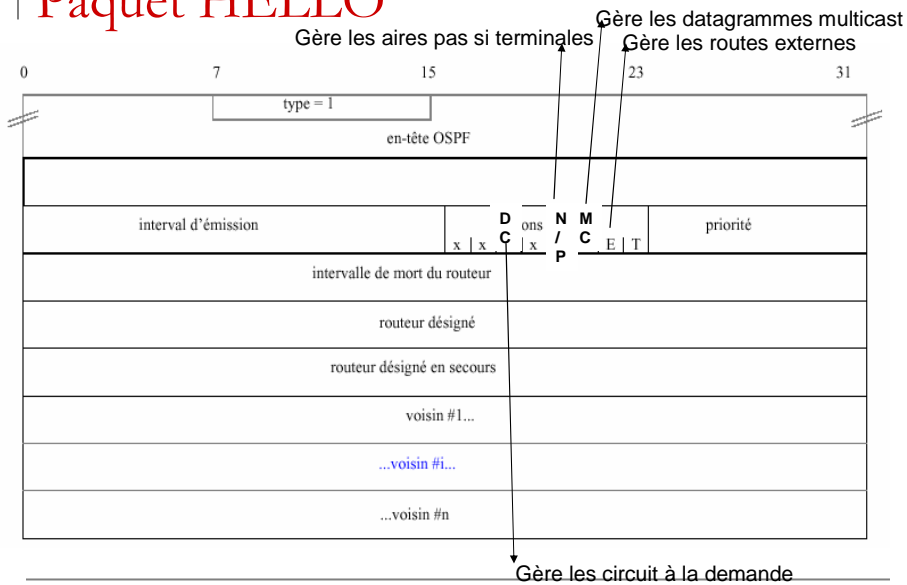 Paquet HELLO
Gère les datagrammes multicast
Gère les aires pas si terminales
Gère les routes externes
0 7 15 23 31
type = 1
en-tête OSPF
interval d'émission
ons
priorité
x x DC x N/P MC E T
intervalle de mort du routeur
routeur désigné
routeur désigné en secours
voisin #1...
...voisin #i...
...voisin #n
Gère les circuit à la demande